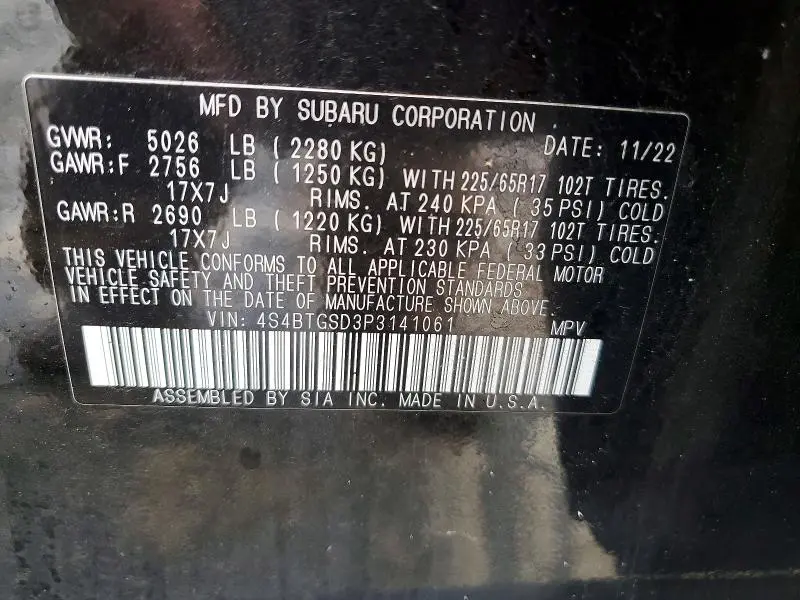 MFD BY SUBARU CORPORATION
GVWR: 5026 LB ( 2280 KG) DATE: 11/22
GAWR:F 2756 LB ( 1250 KG) WITH 225/65R17 102T TIRES.
17X7J RIMS. AT 240 KPA ( 35 PSI) COLD
GAWR:R 2690 LB ( 1220 KG) WITH 225/65R17 102T TIRES.
17X7J RIMS. AT 230 KPA ( 33 PSI) COLD
THIS VEHICLE CONFORMS TO ALL APPLICABLE FEDERAL MOTOR
VEHICLE SAFETY AND THEFT PREVENTION STANDARDS
IN EFFECT ON THE DATE OF MANUFACTURE SHOWN ABOVE.
VIN: 4S4BTGSD3P3141061 MPV
ASSEMBLED BY SIA INC. MADE IN U.S.A.